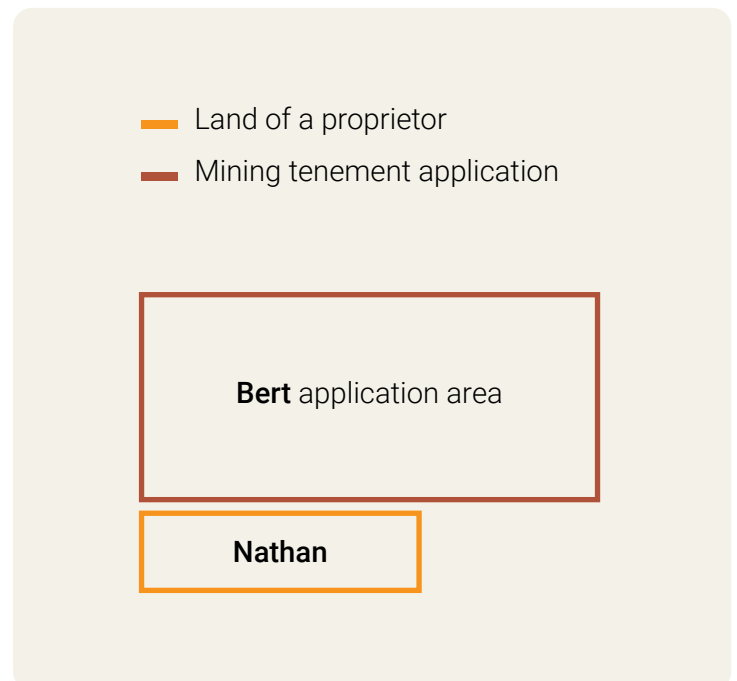 Land of a proprietor
Mining tenement application
Bert application area
Nathan